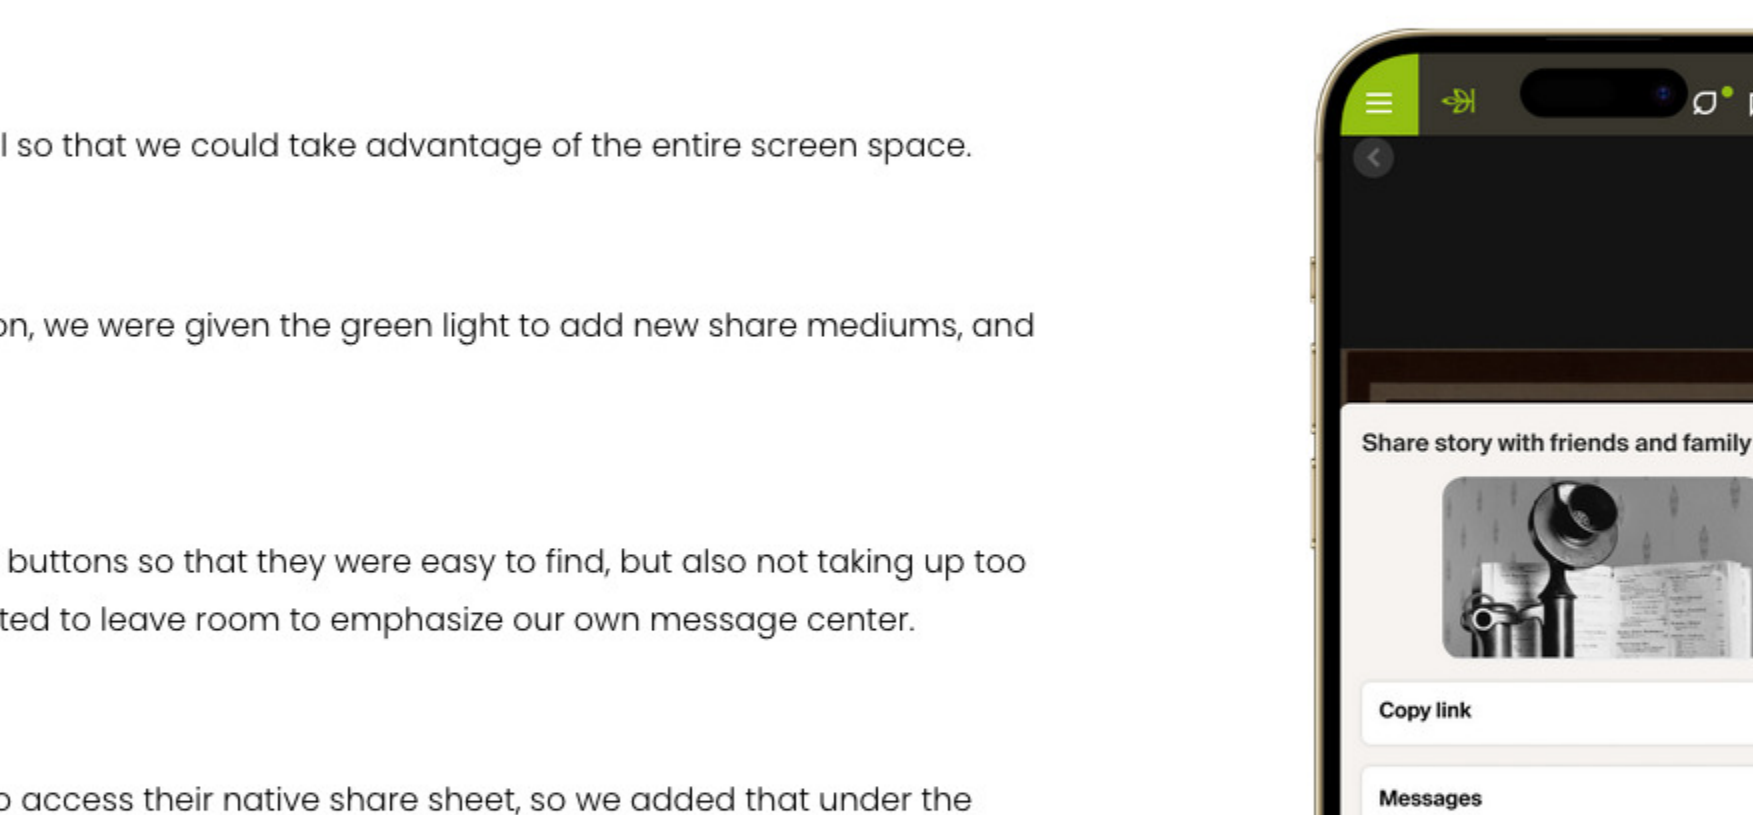 so that we could take advantage of the entire screen space.
we were given the green light to add new share mediums, and
buttons so that they were easy to find, but also not taking up too
to leave room to emphasize our own message center.
access their native share sheet, so we added that under the
Share story with friends and family
Copy link
Messages